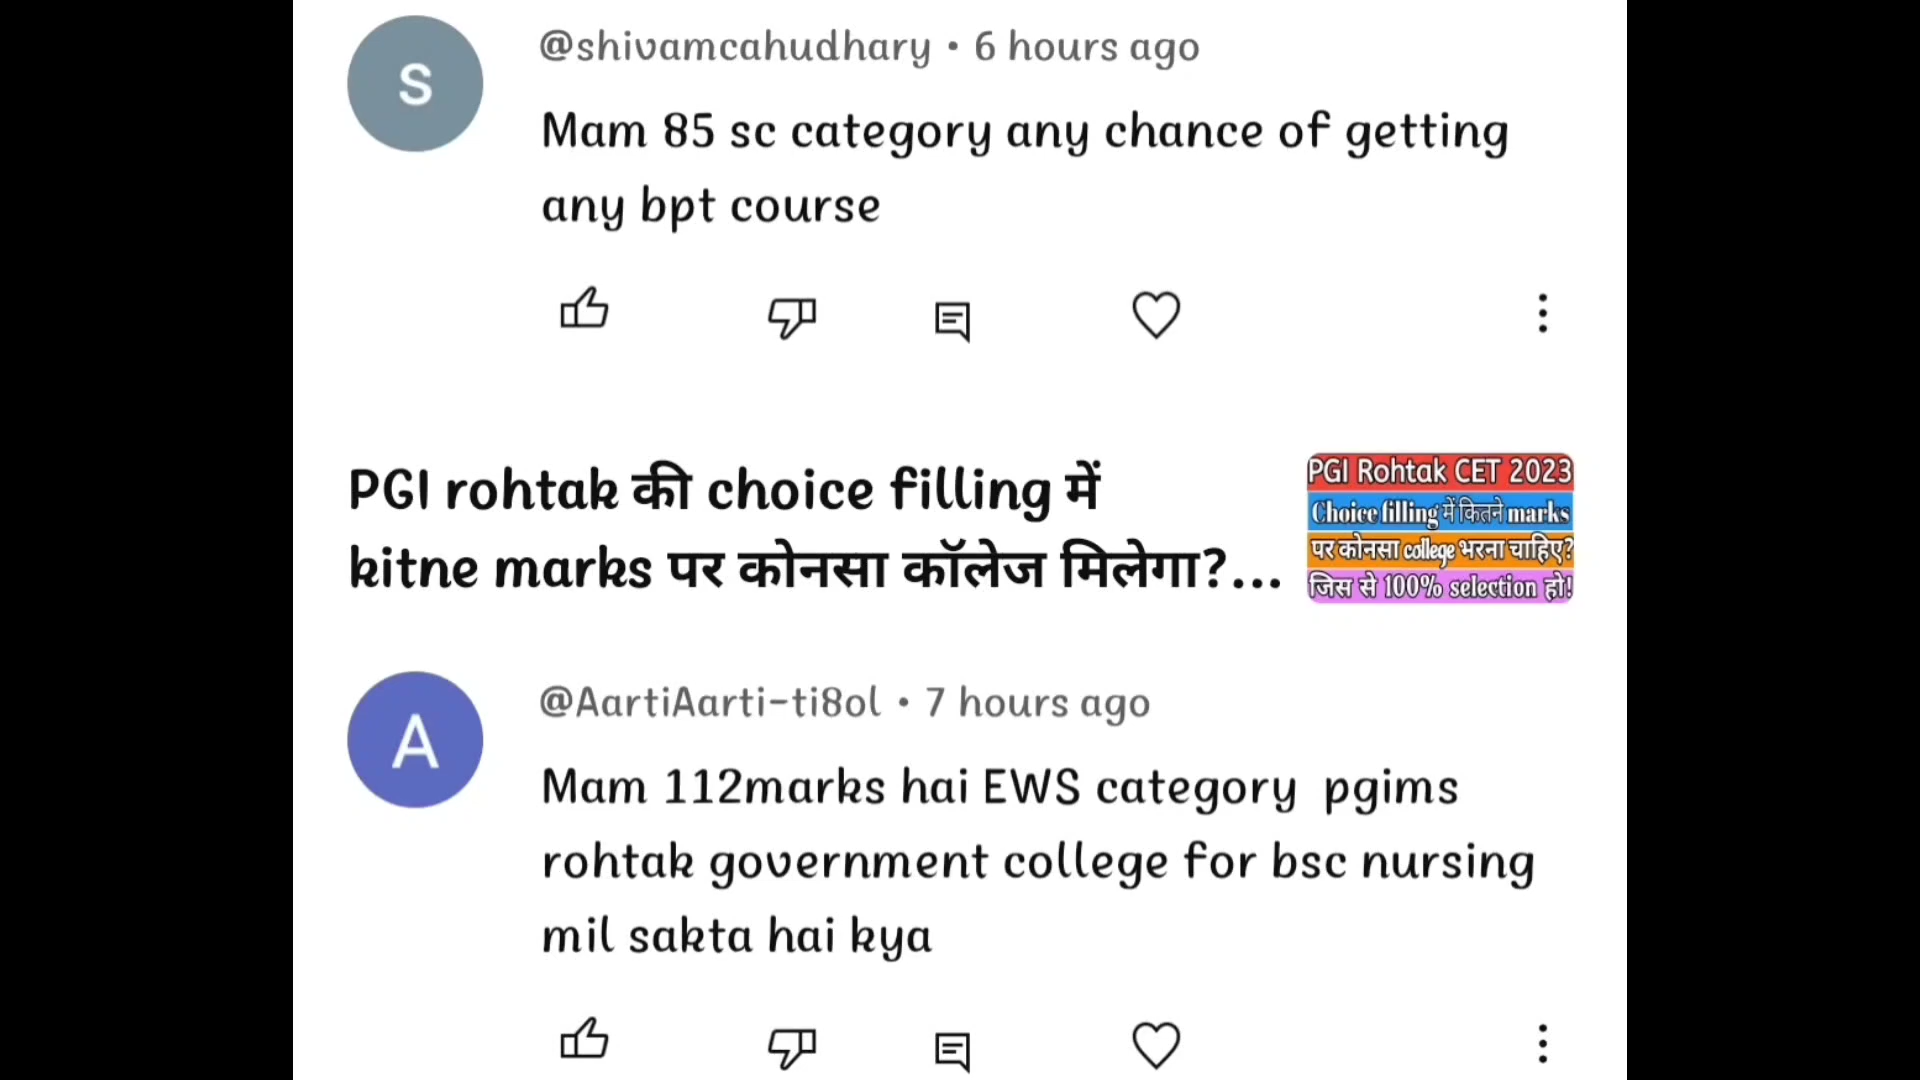 S
@shivamcahudhary • 6 hours ago
Mam 85 sc category any chance of getting
any bpt course
PGI rohtak की choice filling में
kitne marks पर कोनसा कॉलेज मिलेगा?...
PGI Rohtak CET 2023
Choice filling में कितने marks
पर कोनसा college भरना चाहिए?
जिस से 100% selection हो!
A
@AartiAarti-ti8ol • 7 hours ago
Mam 112marks hai EWS category pgims
rohtak government college for bsc nursing
mil sakta hai kya